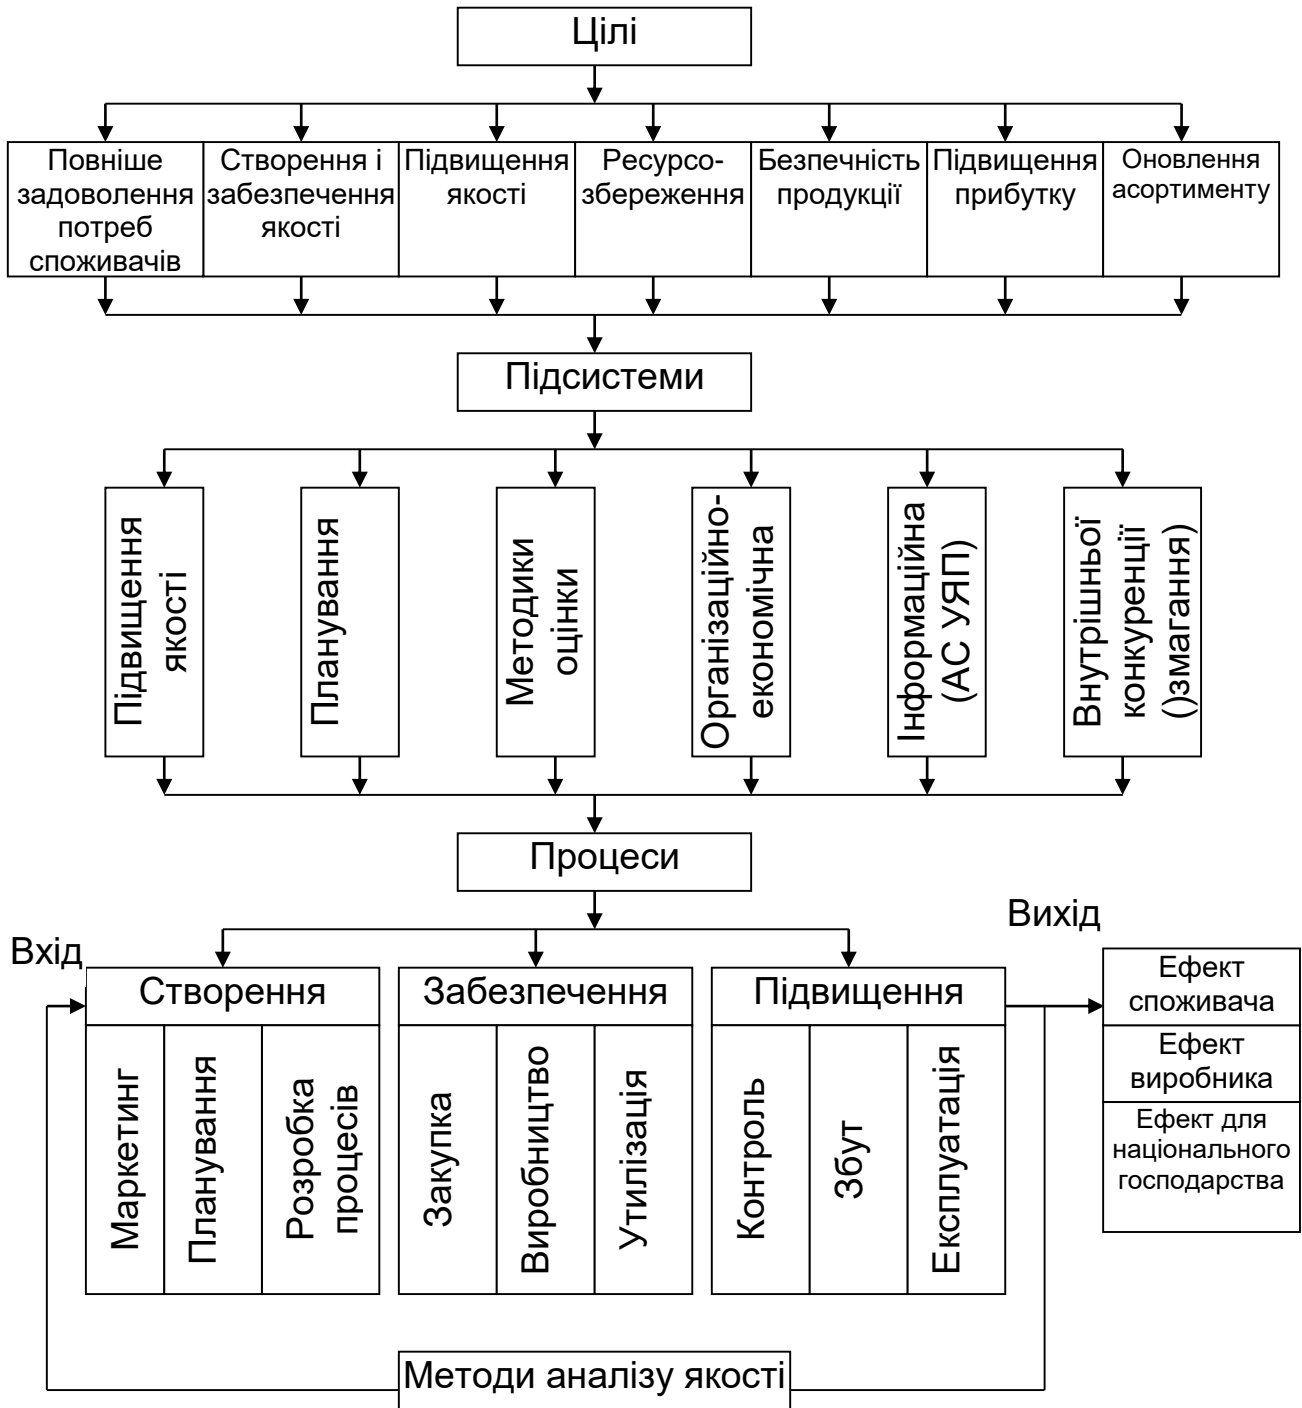 Цілі
Повніше
задоволення
потреб
споживачів
Створення і
забезпечення
якості
Підвищення
якості
Ресурсо-
збереження
Безпечність
продукції
Підвищення
прибутку
Оновлення
асортименту
Підсистеми
Підвищення
якості
Планування
Методики
оцінки
Організаційно-
економічна
Інформаційна
(АС УЯП)
Внутрішньої
конкуренції
()змагання)
Процеси
Вхід
Вихід
Створення
Маркетинг
Планування
Розробка
процесів
Забезпечення
Закупка
Виробництво
Утилізація
Підвищення
Контроль
Збут
Експлуатація
Ефект
споживача
Ефект
виробника
Ефект для
національного
господарства
Методи аналізу якості